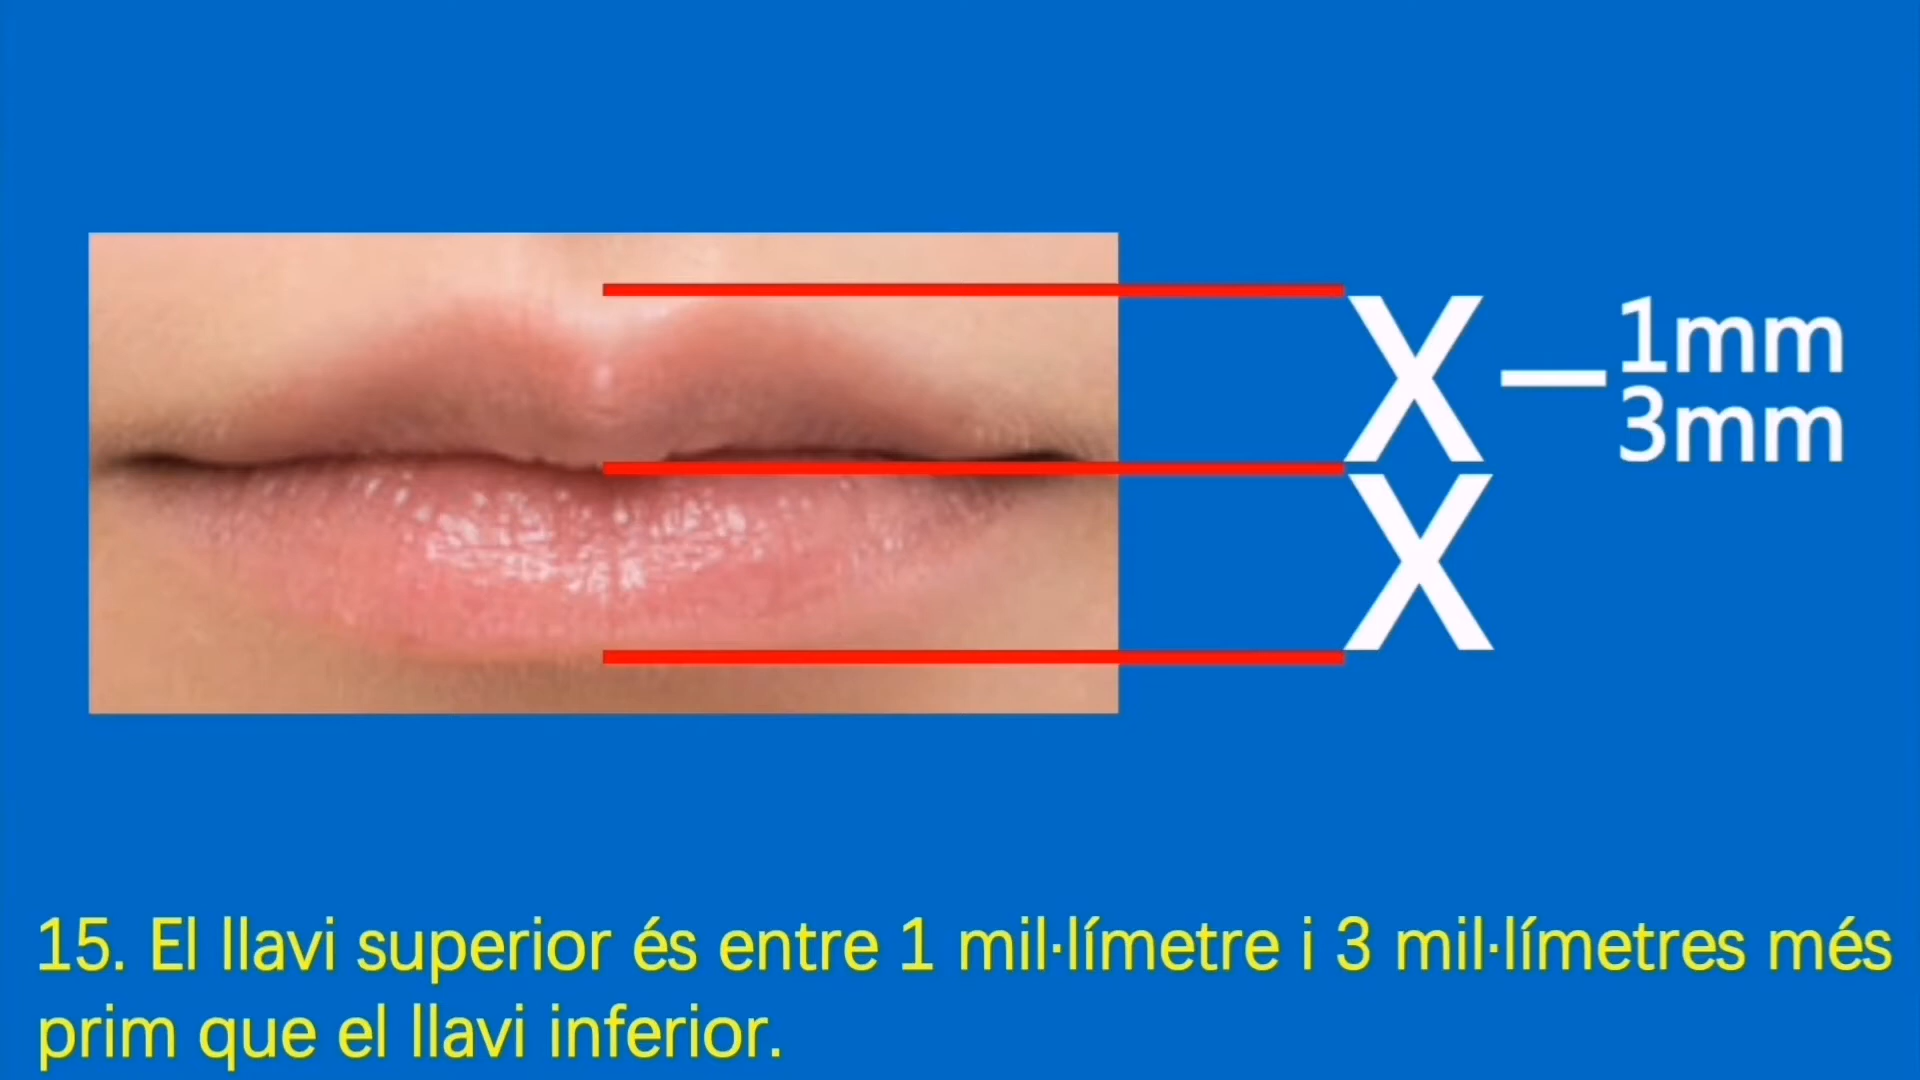 X — 1mm
3mm
X
15. El llavi superior és entre 1 mil·límetre i 3 mil·límetres més
prim que el llavi inferior.